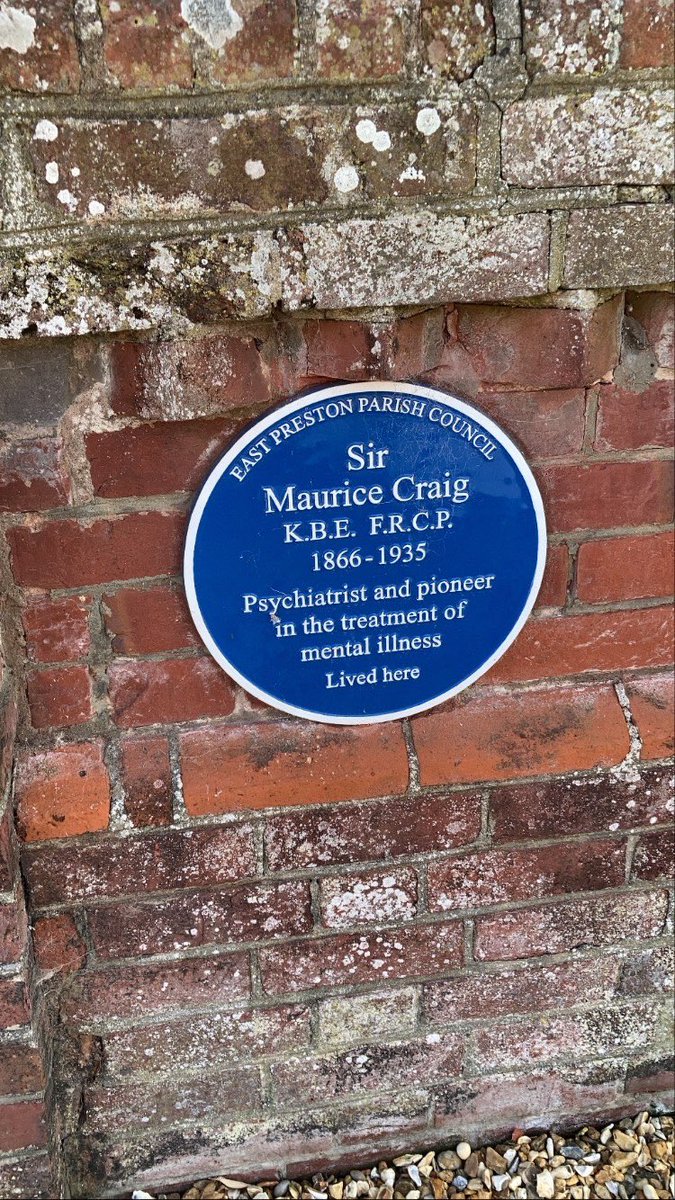 EAST PRESTON PARISH COUNCIL
Sir
Maurice Craig
K.B.E. F.R.C.P.
1866-1935
Psychiatrist and pioneer
in the treatment of
mental illness
Lived here